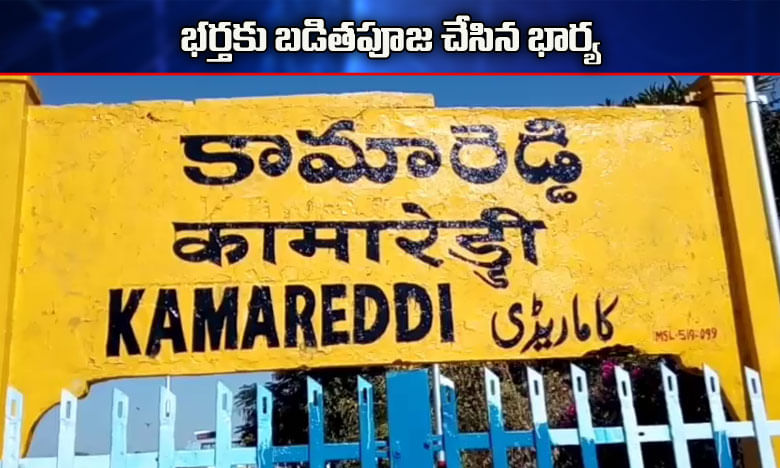 భర్తకు బడితపూజ చేసిన భార్య
కామారెడ్డి
कामारेड्डी
KAMAREDDI کاماریڈی
MSL-519-099